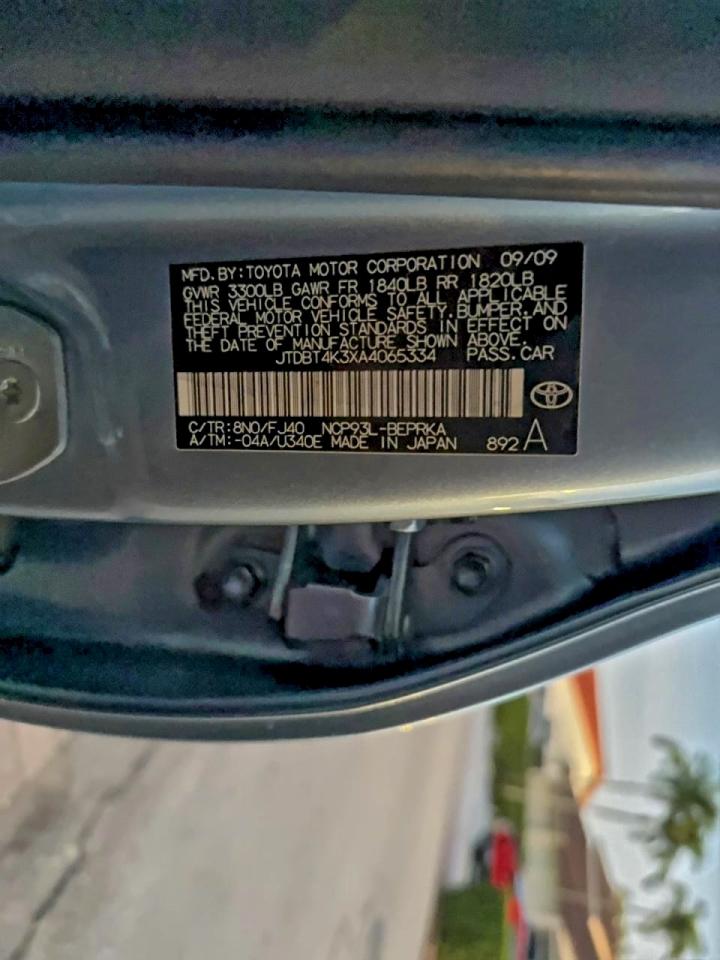 MFD. BY: TOYOTA MOTOR CORPORATION 09/09
GVWR 3300LB GAWR FR 1840LB RR 1820LB
THIS VEHICLE CONFORMS TO ALL APPLICABLE
FEDERAL MOTOR VEHICLE SAFETY, BUMPER, AND
THEFT PREVENTION STANDARDS IN EFFECT ON
THE DATE OF MANUFACTURE SHOWN ABOVE.
JTDBT4K3XA4065334 PASS. CAR
C/TR: 8N0/FJ40 NCP93L-BEPRKA
A/TM: -04A/U340E MADE IN JAPAN 892 A